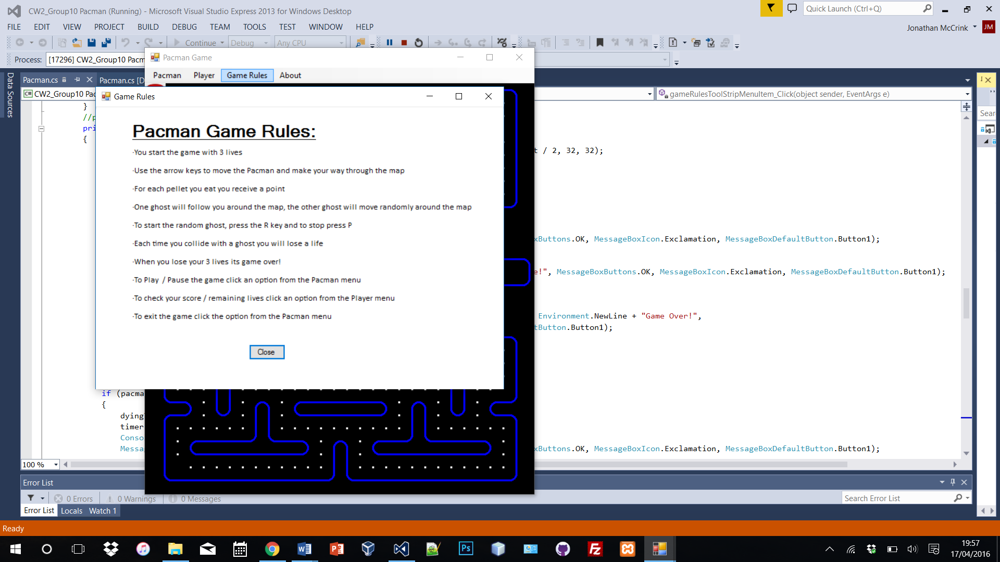 CW2_Group10 Pacman (Running) - Microsoft Visual Studio Express 2013 for Windows Desktop
Quick Launch (Ctrl+Q)
FILE EDIT VIEW PROJECT BUILD DEBUG TEAM TOOLS TEST WINDOW HELP
Jonathan McCrink JM
Continue Debug Any CPU
Process: [17296] CW2_Group10 Pacm
Pacman Game
Pacman Player Game Rules About
Data Sources
Pacman.cs Pacman.cs [D
CW2_Group10 Pac
gameRulesToolStripMenuItem_Click(object sender, EventArgs e)
Game Rules
Sear
}
//p
pri
{
Pacman Game Rules:
·You start the game with 3 lives
·Use the arrow keys to move the Pacman and make your way through the map
·For each pellet you eat you receive a point
·One ghost will follow you around the map, the other ghost will move randomly around the map
·To start the random ghost, press the R key and to stop press P
·Each time you collide with a ghost you will lose a life
·When you lose your 3 lives its game over!
·To Play / Pause the game click an option from the Pacman menu
·To check your score / remaining lives click an option from the Player menu
·To exit the game click the option from the Pacman menu
Close
t / 2, 32, 32);
xButtons.OK, MessageBoxIcon.Exclamation, MessageBoxDefaultButton.Button1);
e!", MessageBoxButtons.OK, MessageBoxIcon.Exclamation, MessageBoxDefaultButton.Button1);
Environment.NewLine + "Game Over!",
tButton.Button1);
if (pacma
{
dying
timer
Conso
Messa
xButtons.OK, MessageBoxIcon.Exclamation, MessageBoxDefaultButton.Button1);
100 %
Error List
0 Errors 0 Warnings 0 Messages
Search Error List
Error List Locals Watch 1
Ready
19:57
17/04/2016